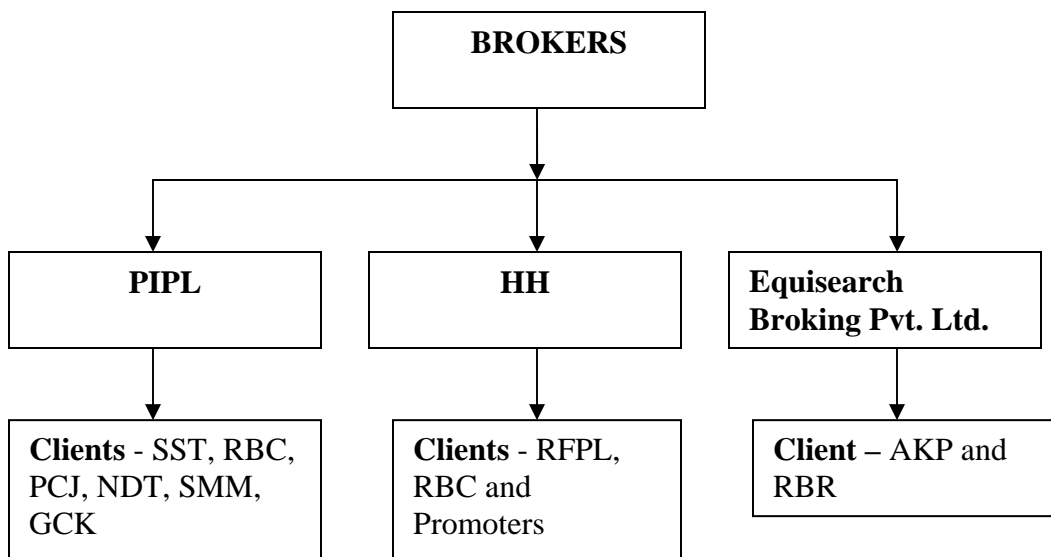 BROKERS
PIPL
HH
Equisearch
Broking Pvt. Ltd.
Clients - SST, RBC,
PCJ, NDT, SMM,
GCK
Clients - RFPL,
RBC and
Promoters
Client – AKP and
RBR